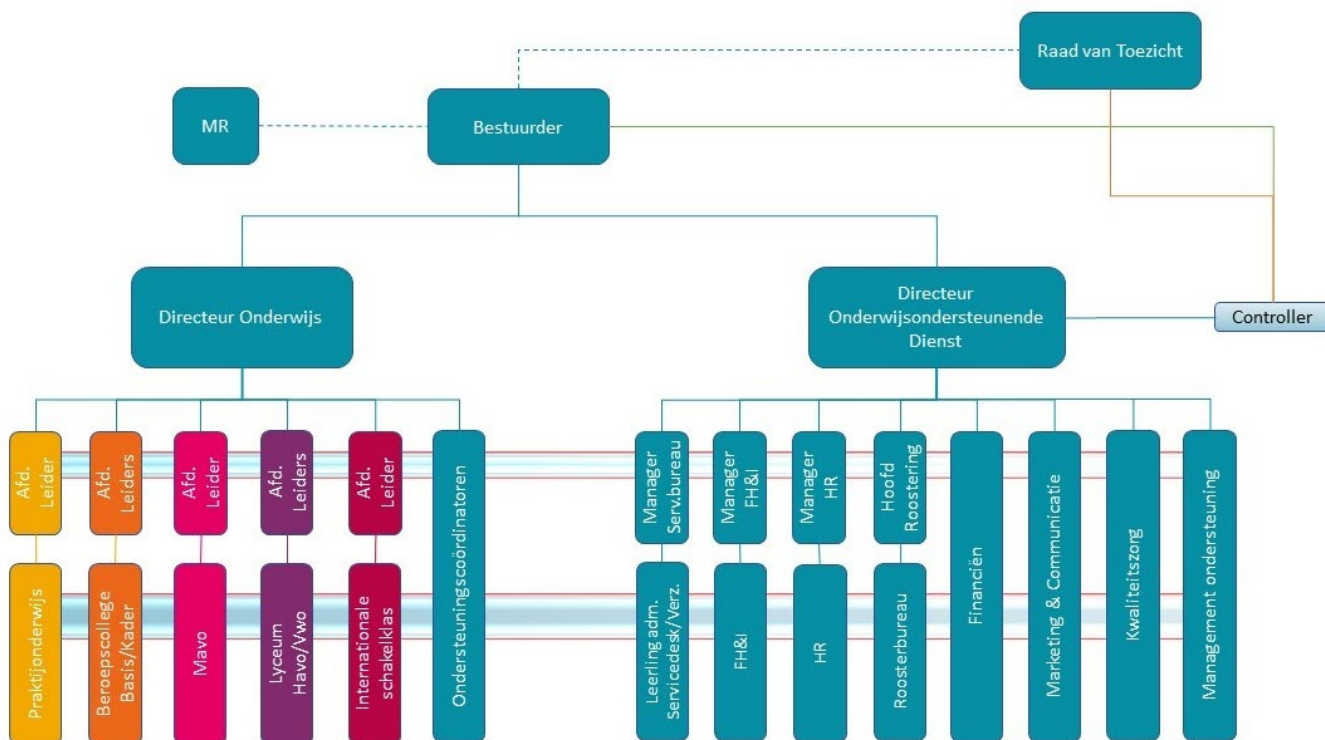 Raad van Toezicht
MR
Bestuurder
Directeur Onderwijs
Directeur
Onderwijsondersteunende
Dienst
Controller
Afd.
Leider
Afd.
Leiders
Afd.
Leider
Afd.
Leiders
Afd.
Leider
Ondersteuningscoördinatoren
Manager
Serv.bureau
Manager
FH&I
Manager
HR
Hoofd
Roostering
Financiën
Marketing & Communicatie
Kwaliteitszorg
Management ondersteuning
Praktijonderwijs
Beroepscollege
Basis/Kader
Mavo
Lyceum
Havo/Vwo
Internationale
schakelklas
Leerling adm.
Servicedesk/Verz.
FH&I
HR
Roosterbureau